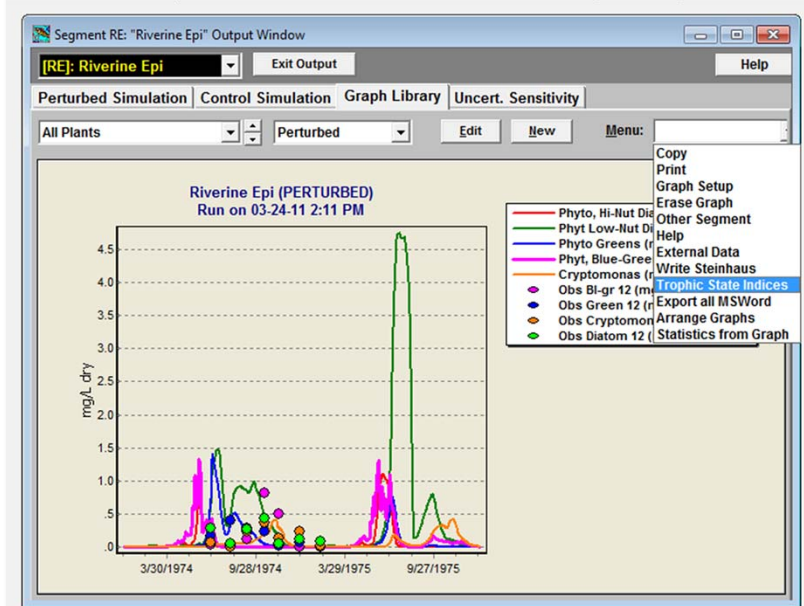 Segment RE: "Riverine Epi" Output Window
[RE]: Riverine Epi
Exit Output
Help
Perturbed Simulation
Control Simulation
Graph Library
Uncert. Sensitivity
All Plants
Perturbed
Edit
New
Menu:
Copy
Print
Graph Setup
Erase Graph
Other Segment
Help
External Data
Write Steinhaus
Trophic State Indices
Export all MSWord
Arrange Graphs
Statistics from Graph
Riverine Epi (PERTURBED)
Run on 03-24-11 2:11 PM
Phyto, Hi-Nut Dia
Phyt Low-Nut Di
Phyto Greens (
Phyt, Blue-Gree
Cryptomonas (
Obs Bl-gr 12 (m
Obs Green 12 (
Obs Cryptomon
Obs Diatom 12 (
mg/L dry
4.5
4.0
3.5
3.0
2.5
2.0
1.5
1.0
.5
.0
3/30/1974
9/28/1974
3/29/1975
9/27/1975